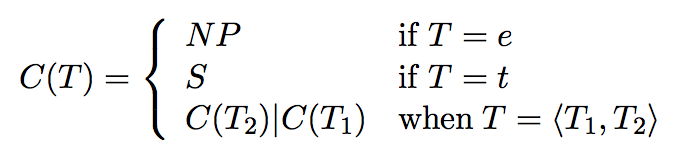 NP if T = e
C(T) = { S if T = t
C(T₂)|C(T₁) when T = ⟨T₁, T₂⟩